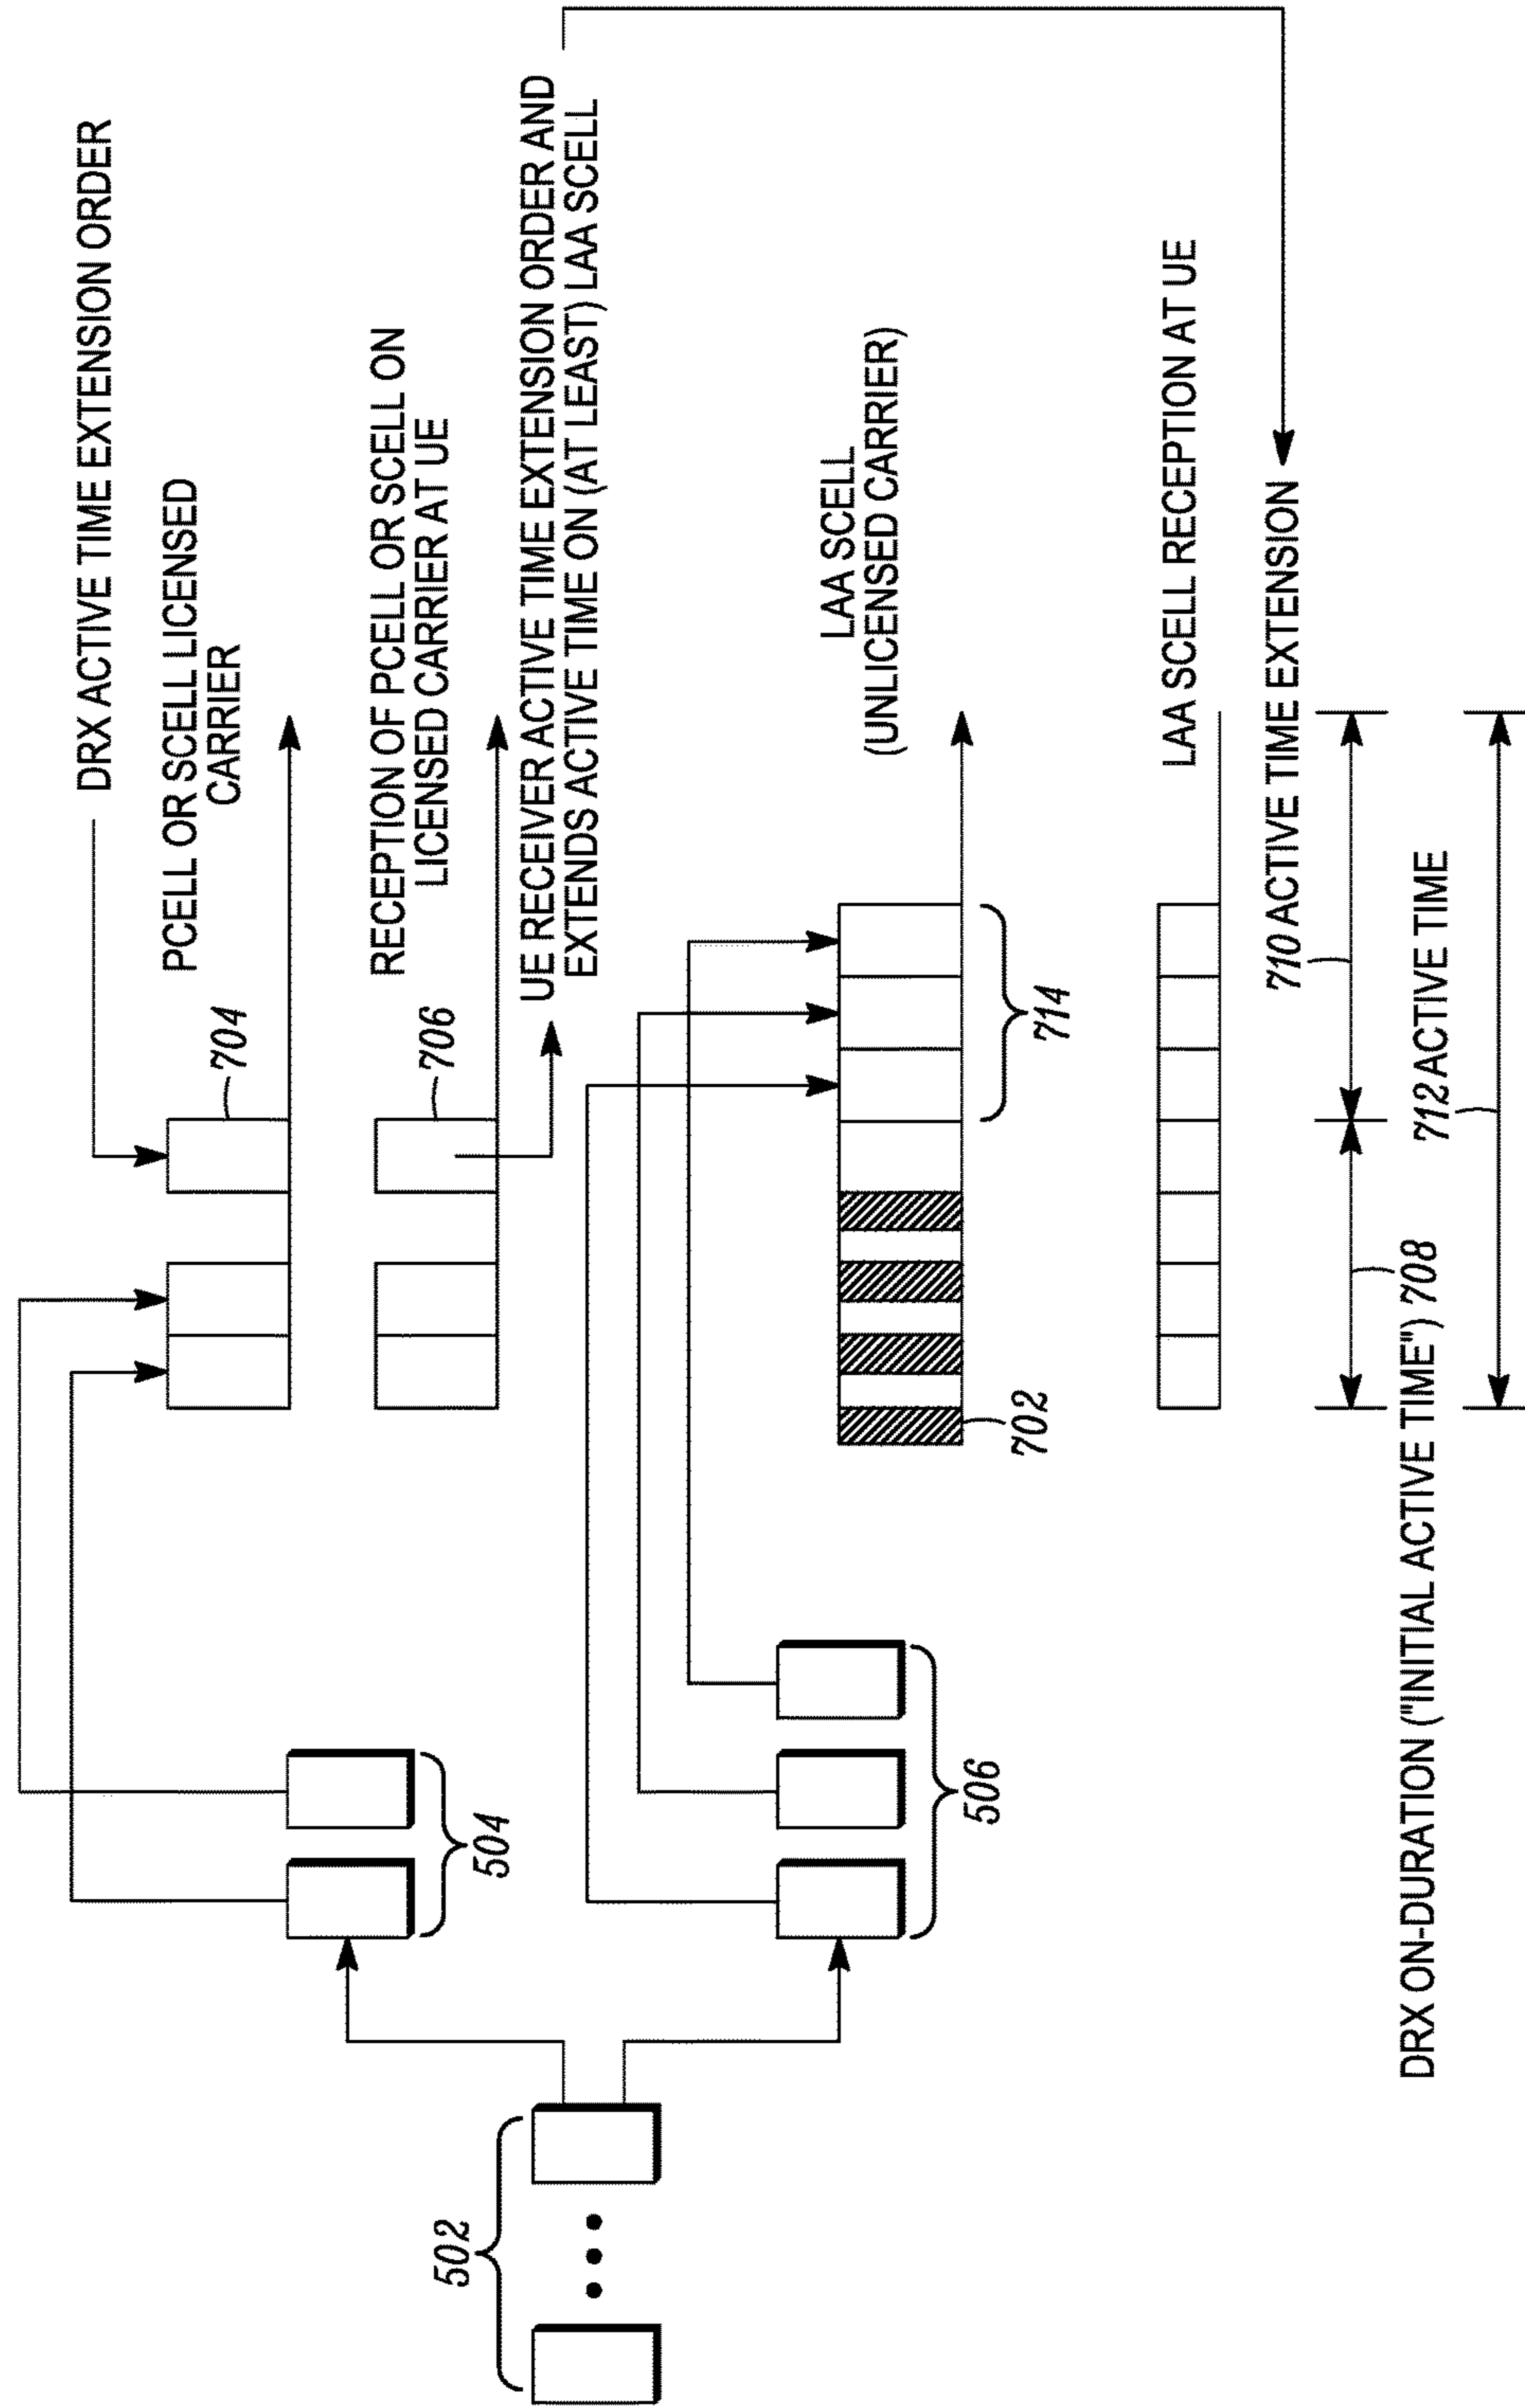 DRX ACTIVE TIME EXTENSION ORDER
PCELL OR SCELL LICENSED
CARRIER
704
RECEPTION OF PCELL OR SCELL ON
LICENSED CARRIER AT UE
706
UE RECEIVER ACTIVE TIME EXTENSION ORDER AND
EXTENDS ACTIVE TIME ON (AT LEAST) LAA SCELL
504
502
LAA SCELL
(UNLICENSED CARRIER)
506
702
714
LAA SCELL RECEPTION AT UE
710 ACTIVE TIME EXTENSION
DRX ON-DURATION ("INITIAL ACTIVE TIME") 708
712 ACTIVE TIME